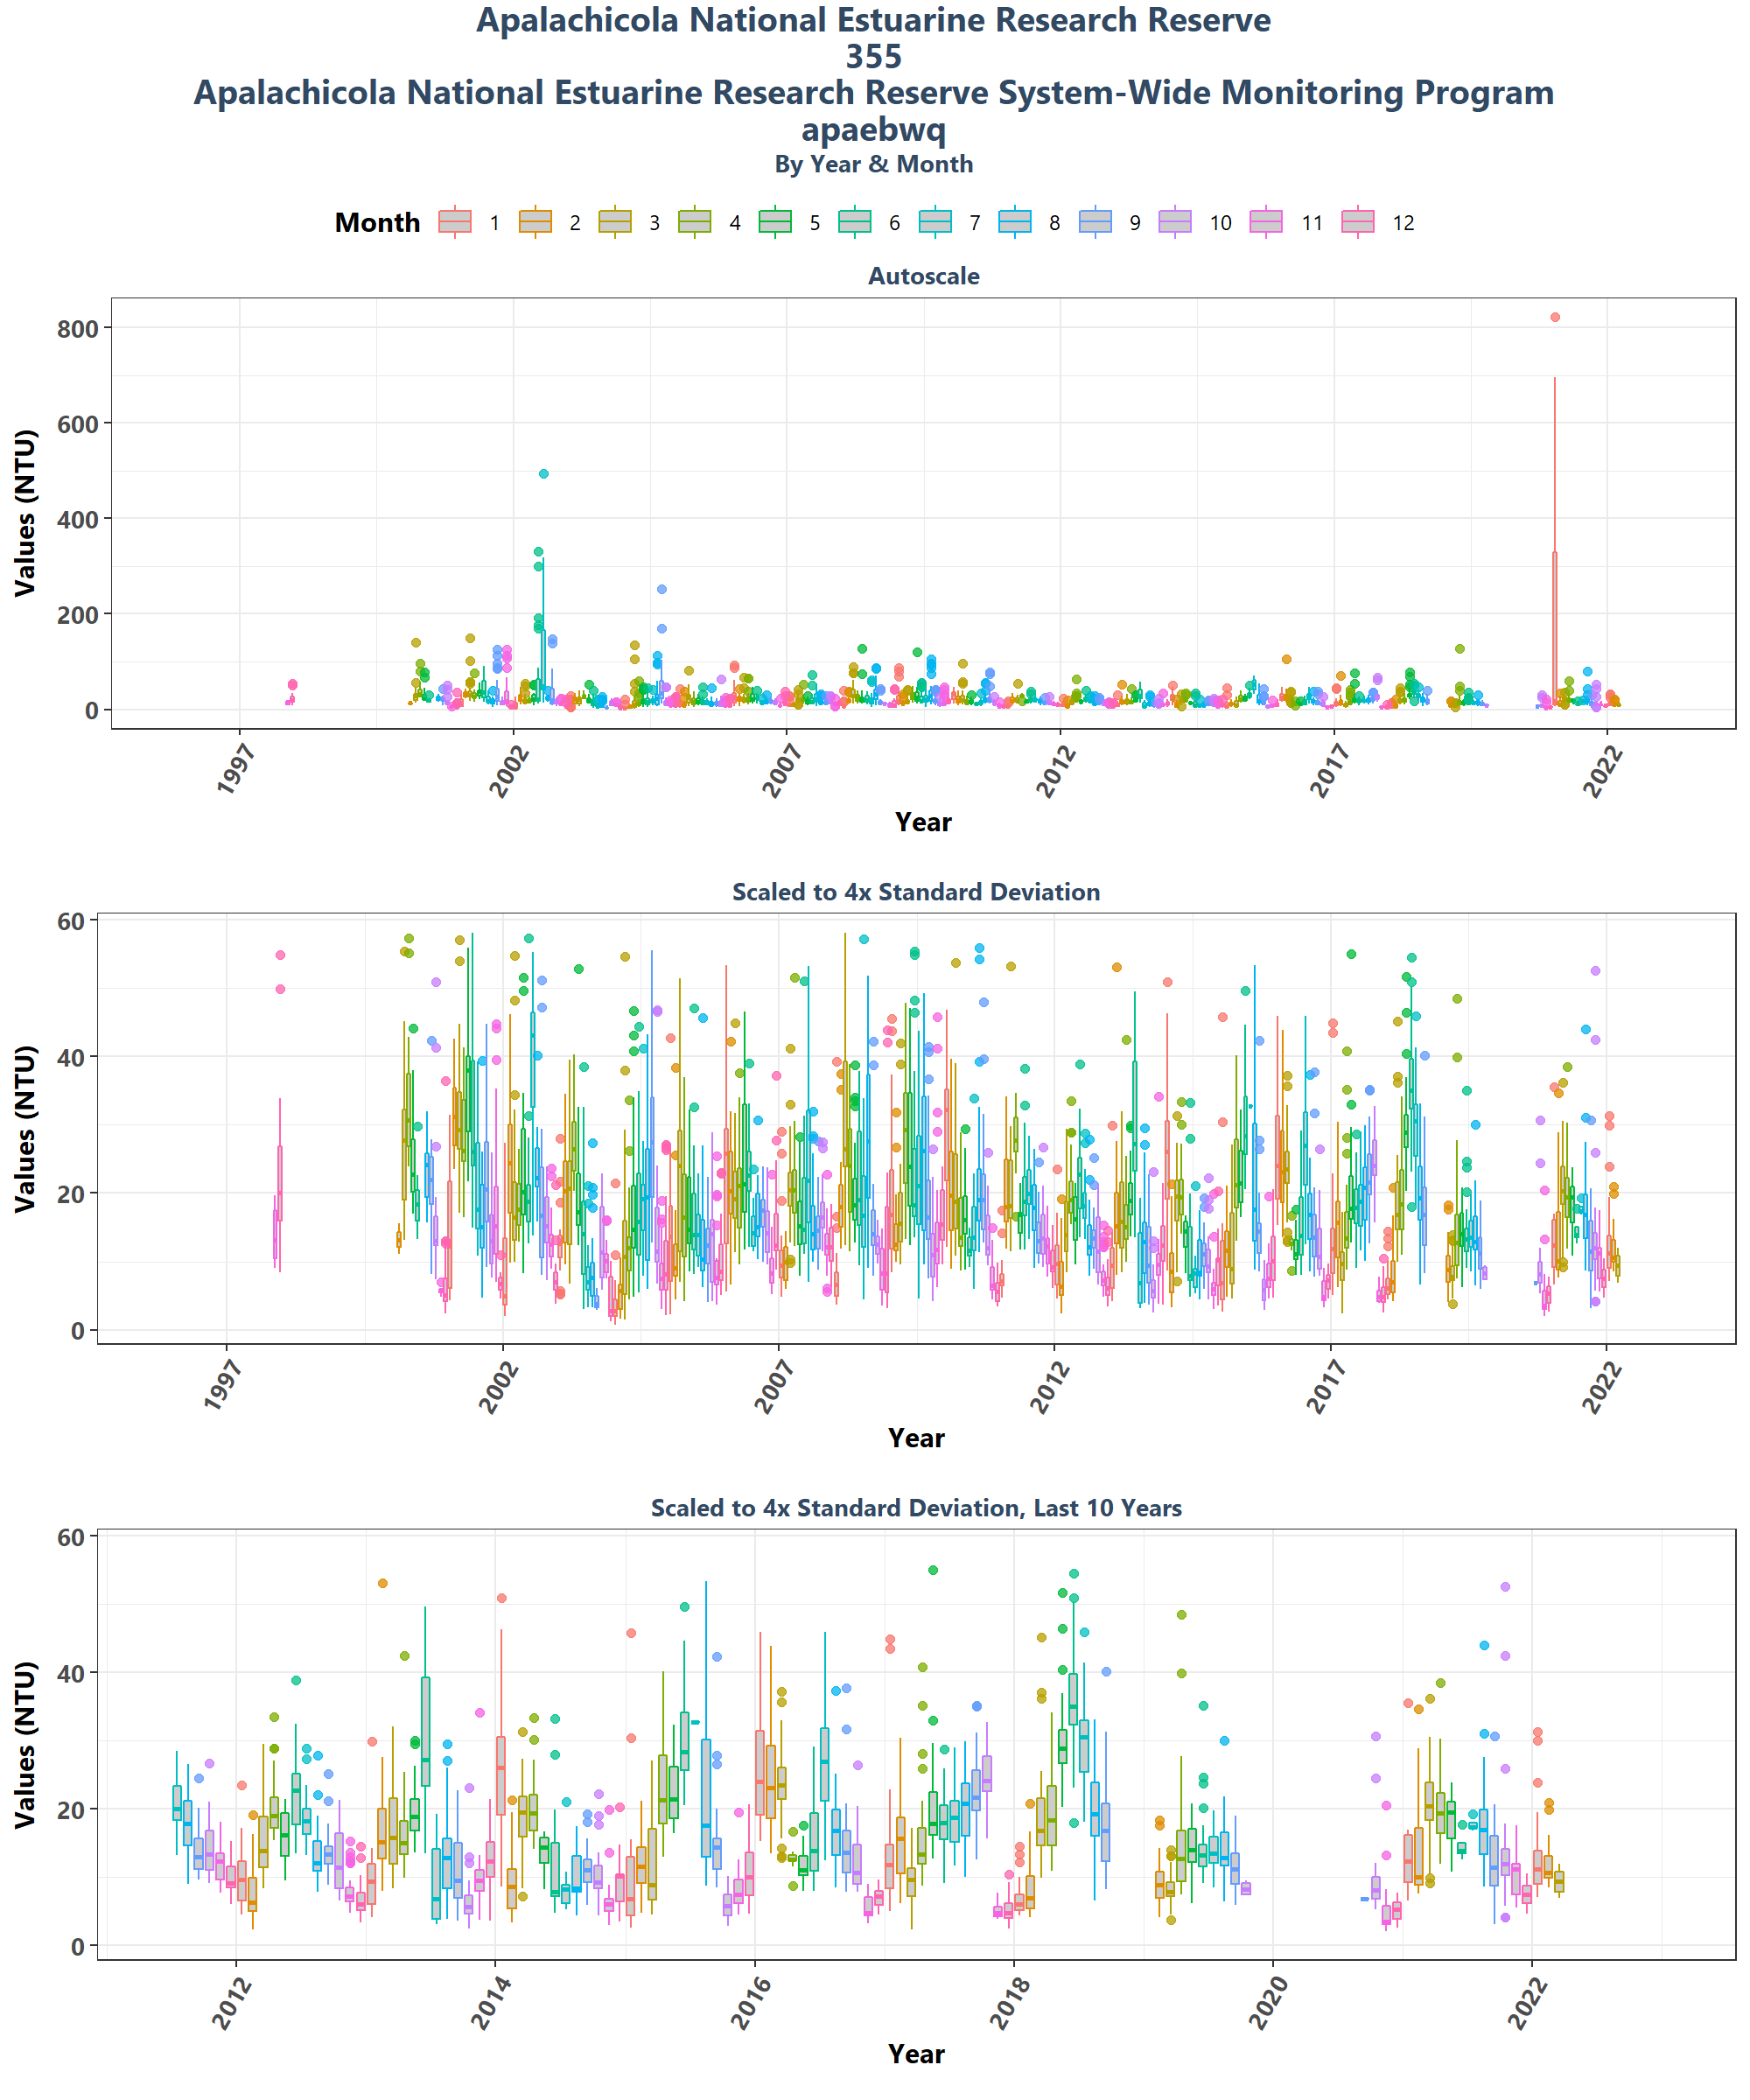 Apalachicola National Estuarine Research Reserve
355
Apalachicola National Estuarine Research Reserve System-Wide Monitoring Program
apaebwq
By Year & Month
Month 1 2 3 4 5 6 7 8 9 10 11 12
Autoscale
Values (NTU)
800
600
400
200
0
1997 2002 2007 2012 2017 2022
Year
Scaled to 4x Standard Deviation
Values (NTU)
60
40
20
0
1997 2002 2007 2012 2017 2022
Year
Scaled to 4x Standard Deviation, Last 10 Years
Values (NTU)
60
40
20
0
2012 2014 2016 2018 2020 2022
Year